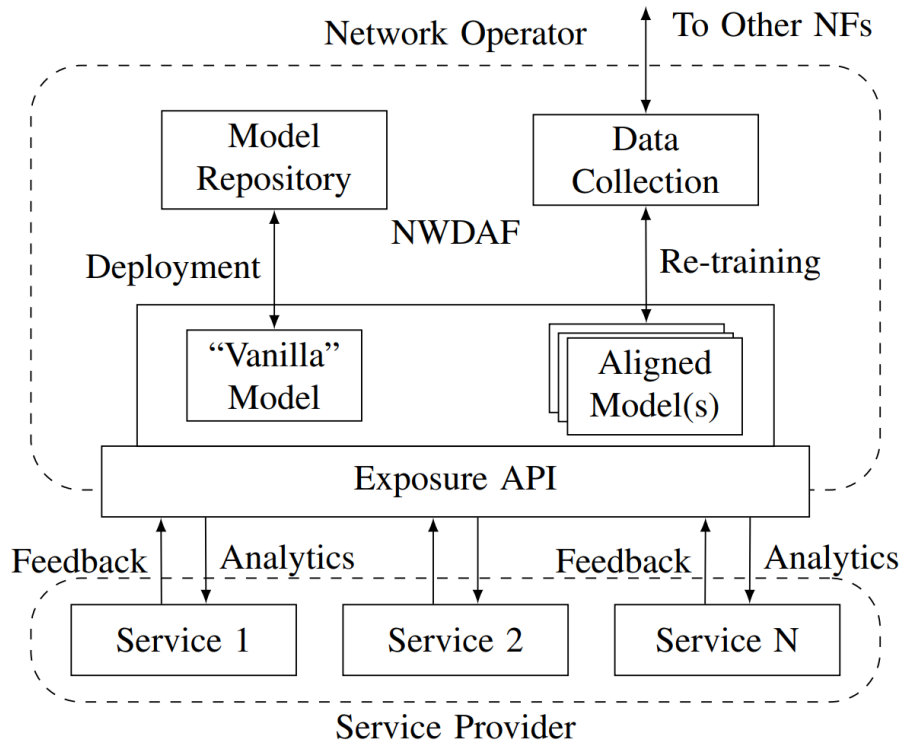 Network Operator
To Other NFs
Model
Repository
Data
Collection
NWDAF
Deployment
Re-training
“Vanilla”
Model
Aligned
Model(s)
Exposure API
Feedback
Analytics
Feedback
Analytics
Service 1
Service 2
Service N
Service Provider